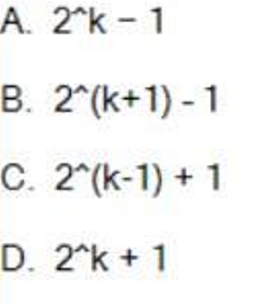 A. 2^k – 1
B. 2^(k+1) - 1
C. 2^(k-1) + 1
D. 2^k + 1